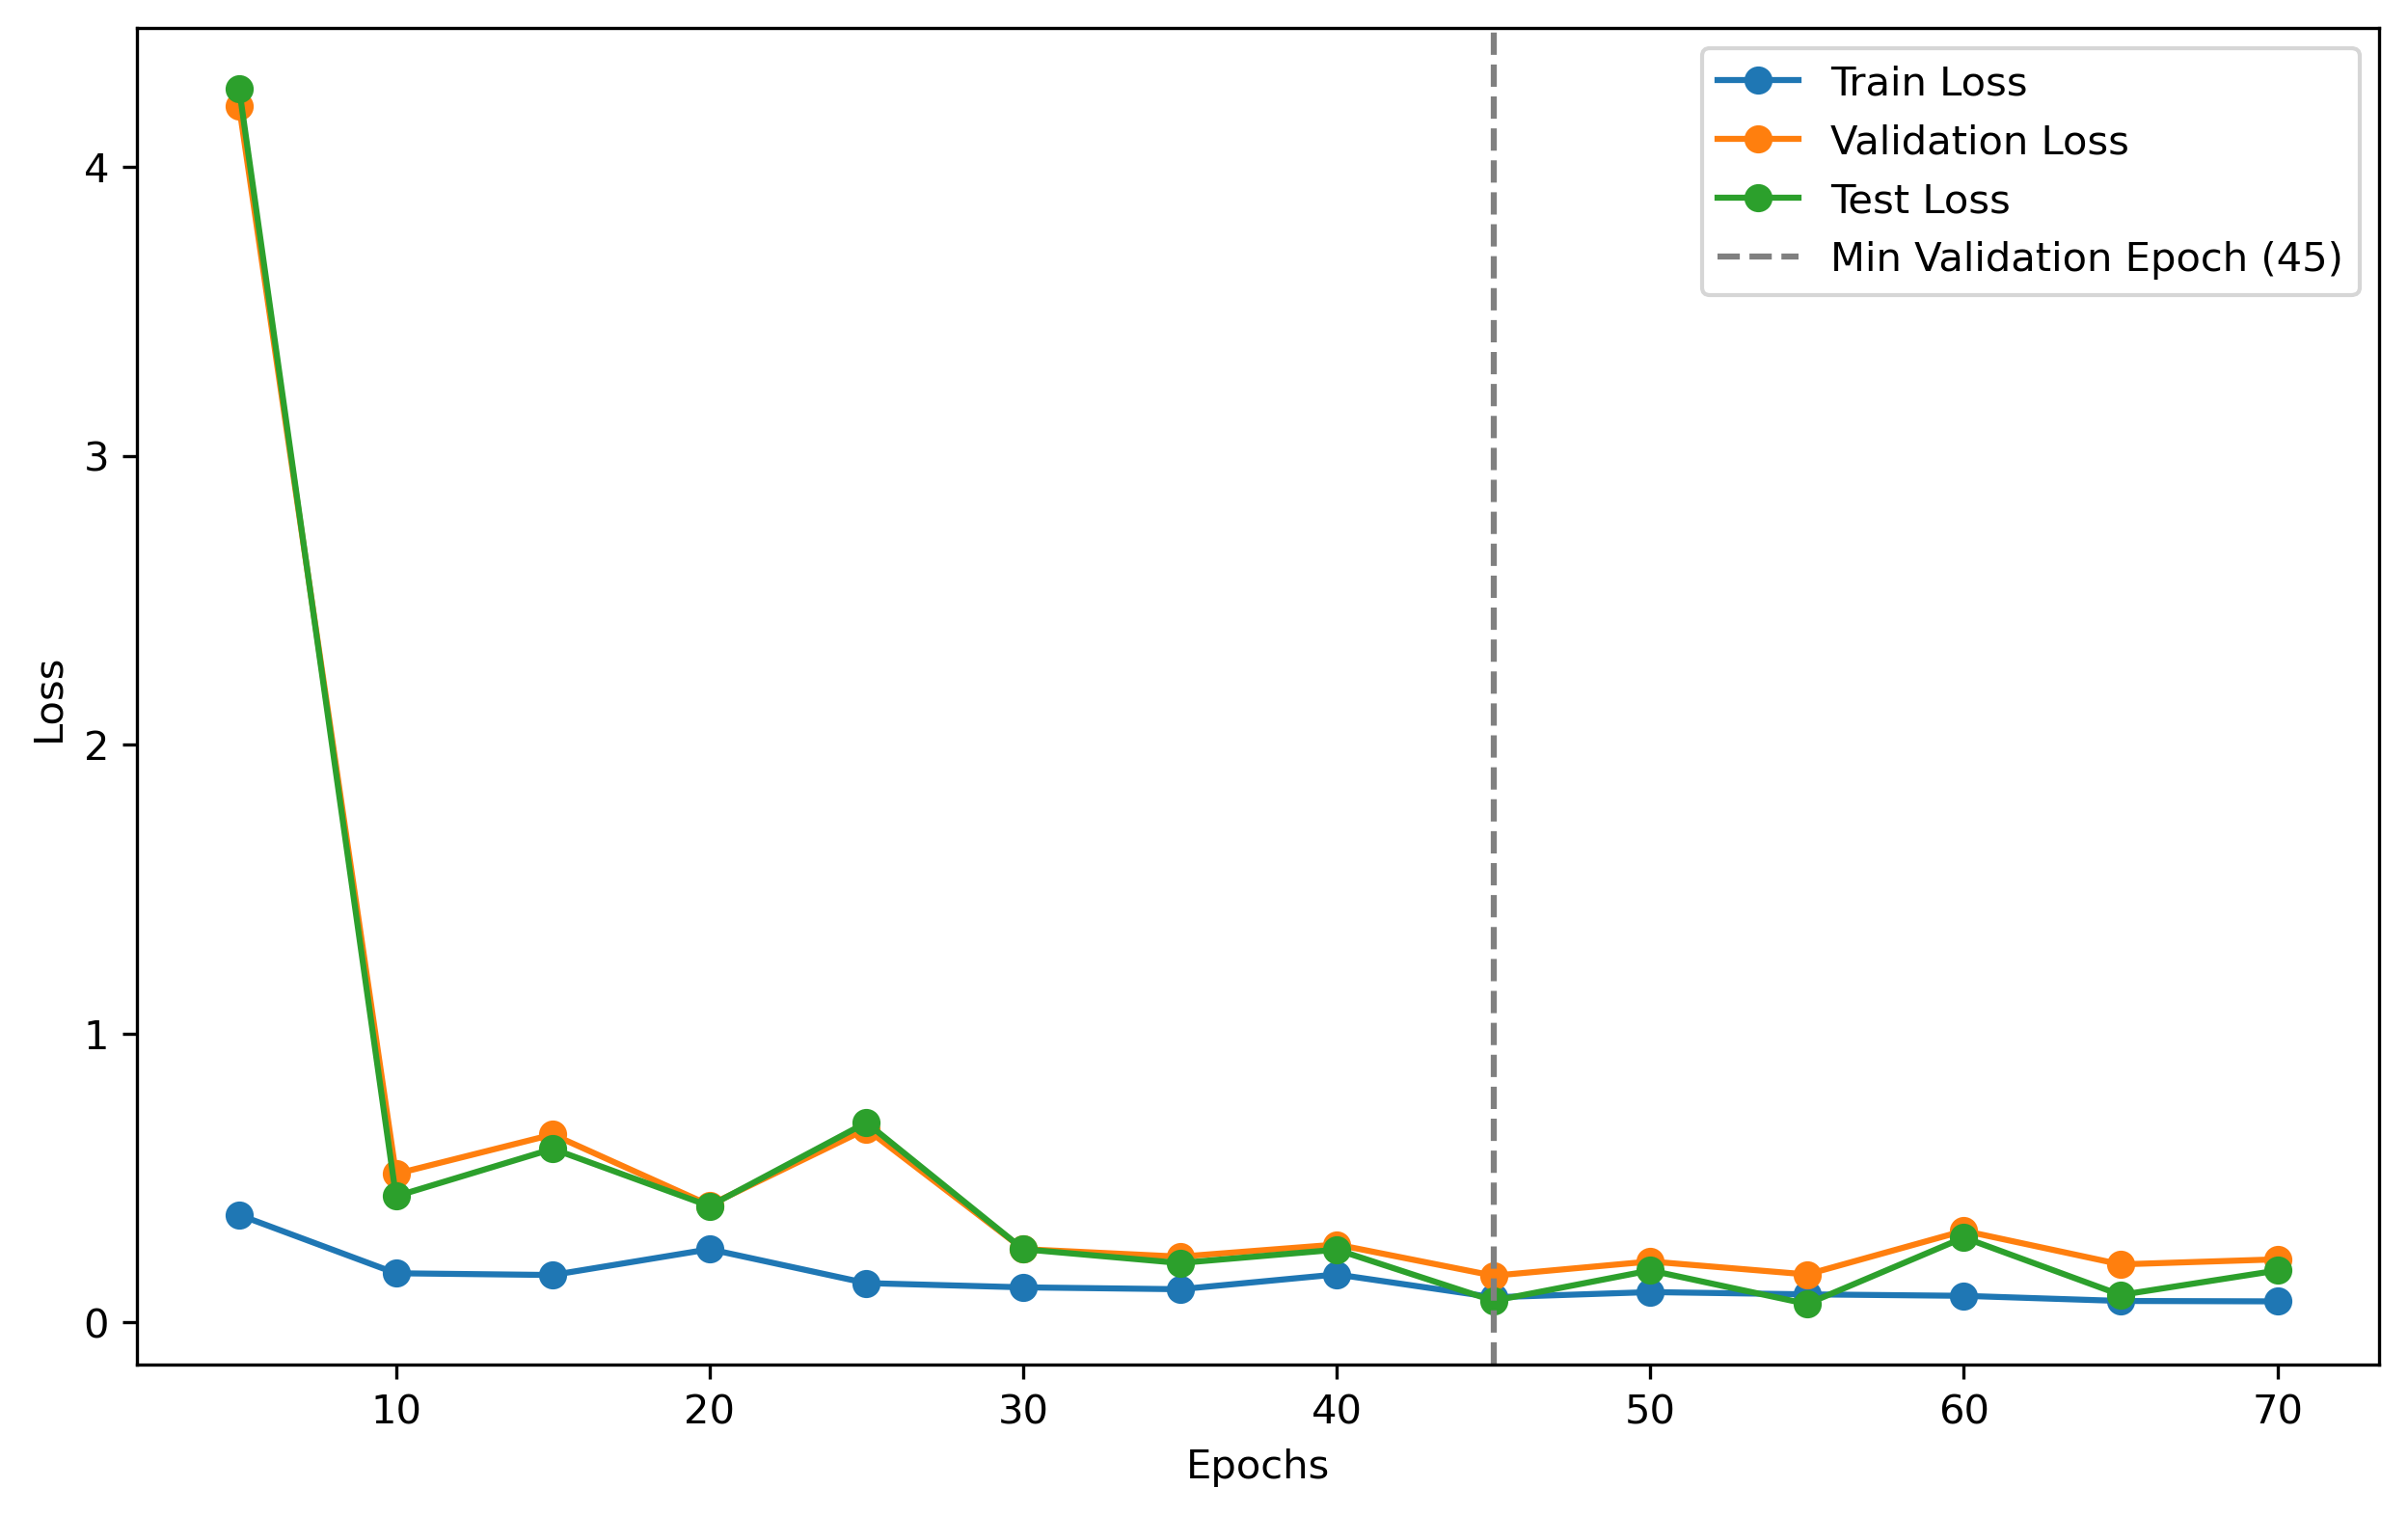 Train Loss
Validation Loss
Test Loss
Min Validation Epoch (45)
4
3
2
1
0
Loss
10 20 30 40 50 60 70
Epochs